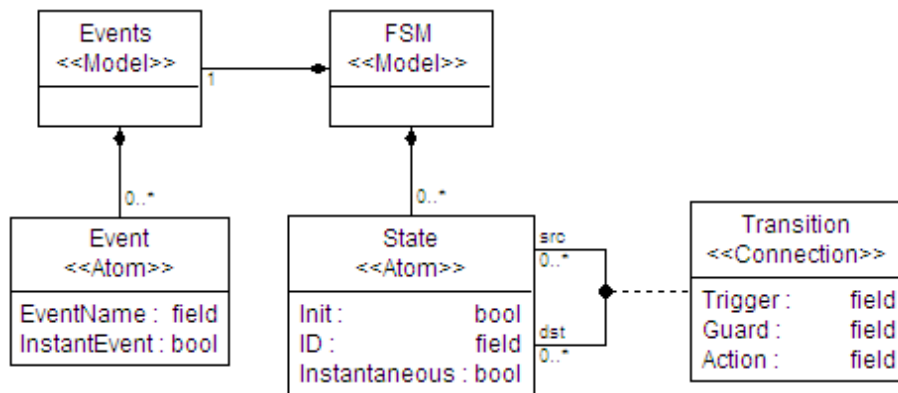 Events
<<Model>>
FSM
<<Model>>
1
0..*
0..*
Event
<<Atom>>
EventName : field
InstantEvent : bool
State
<<Atom>>
Init : bool
ID : field
Instantaneous : bool
src
0..*
dst
0..*
Transition
<<Connection>>
Trigger : field
Guard : field
Action : field